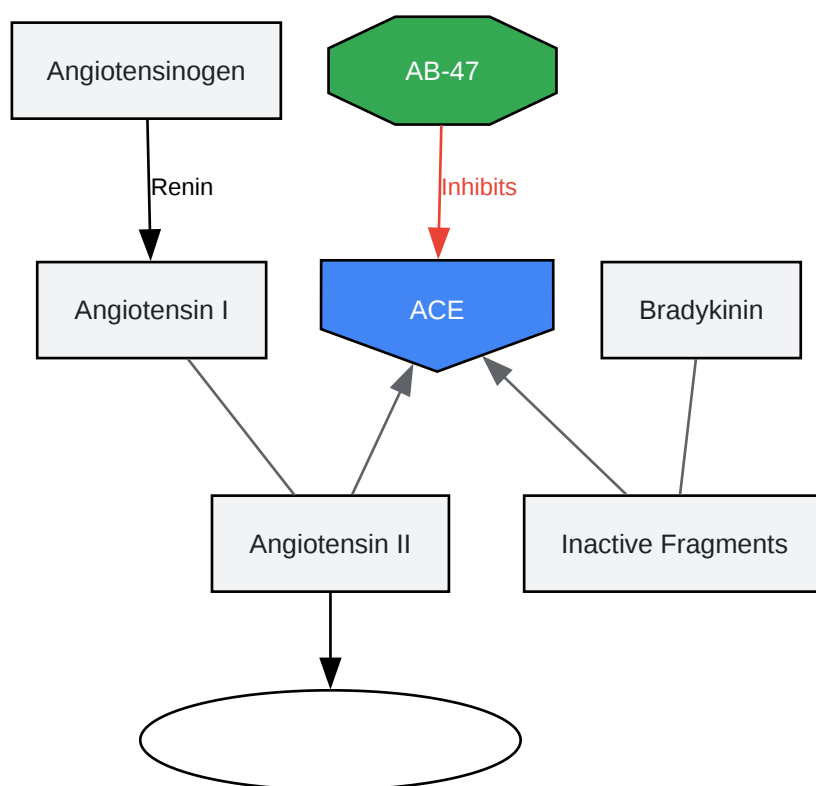 Angiotensinogen
AB-47
Renin
Inhibits
Angiotensin I
ACE
Bradykinin
Angiotensin II
Inactive Fragments